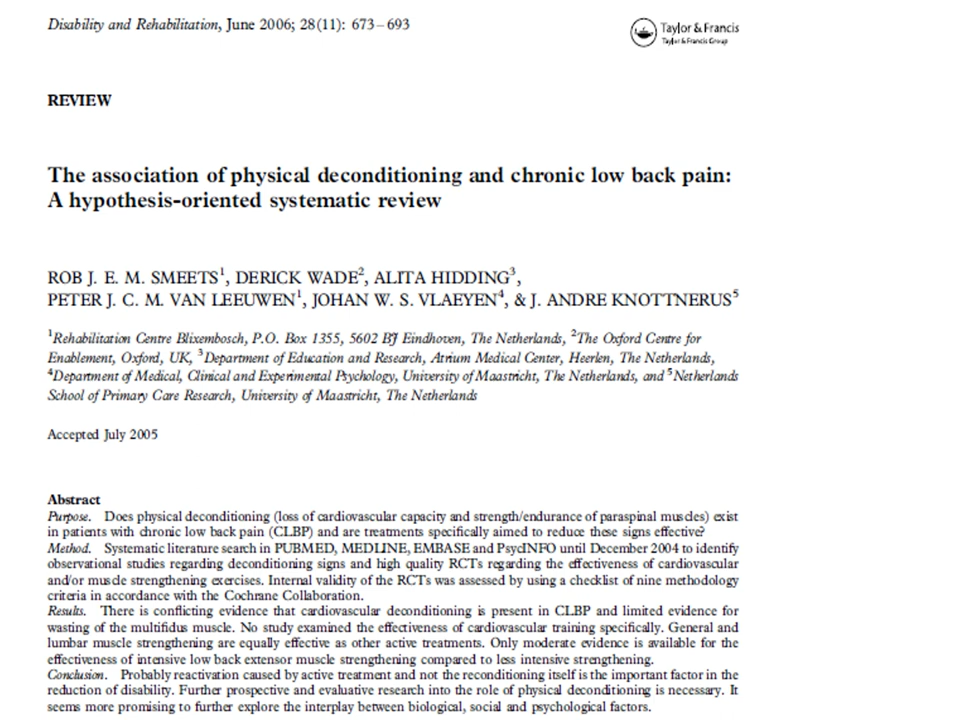 Disability and Rehabilitation, June 2006; 28(11): 673–693
Taylor & Francis
Taylor & Francis Group
REVIEW
The association of physical deconditioning and chronic low back pain:
A hypothesis-oriented systematic review
ROB J. E. M. SMEETS1, DERICK WADE2, ALITA HIDDING3,
PETER J. C. M. VAN LEEUWEN1, JOHAN W. S. VLAEYEN4, & J. ANDRE KNOTTNERUS5
1Rehabilitation Centre Blixembosch, P.O. Box 1355, 5602 BJ Eindhoven, The Netherlands, 2The Oxford Centre for
Enablement, Oxford, UK, 3Department of Education and Research, Atrium Medical Center, Heerlen, The Netherlands,
4Department of Medical, Clinical and Experimental Psychology, University of Maastricht, The Netherlands, and 5Netherlands
School of Primary Care Research, University of Maastricht, The Netherlands
Accepted July 2005
Abstract
Purpose. Does physical deconditioning (loss of cardiovascular capacity and strength/endurance of paraspinal muscles) exist
in patients with chronic low back pain (CLBP) and are treatments specifically aimed to reduce these signs effective?
Method. Systematic literature search in PUBMED, MEDLINE, EMBASE and PsycINFO until December 2004 to identify
observational studies regarding deconditioning signs and high quality RCTs regarding the effectiveness of cardiovascular
and/or muscle strengthening exercises. Internal validity of the RCTs was assessed by using a checklist of nine methodology
criteria in accordance with the Cochrane Collaboration.
Results. There is conflicting evidence that cardiovascular deconditioning is present in CLBP and limited evidence for
wasting of the multifidus muscle. No study examined the effectiveness of cardiovascular training specifically. General and
lumbar muscle strengthening are equally effective as other active treatments. Only moderate evidence is available for the
effectiveness of intensive low back extensor muscle strengthening compared to less intensive strengthening.
Conclusion. Probably reactivation caused by active treatment and not the reconditioning itself is the important factor in the
reduction of disability. Further prospective and evaluative research into the role of physical deconditioning is necessary. It
seems more promising to further explore the interplay between biological, social and psychological factors.